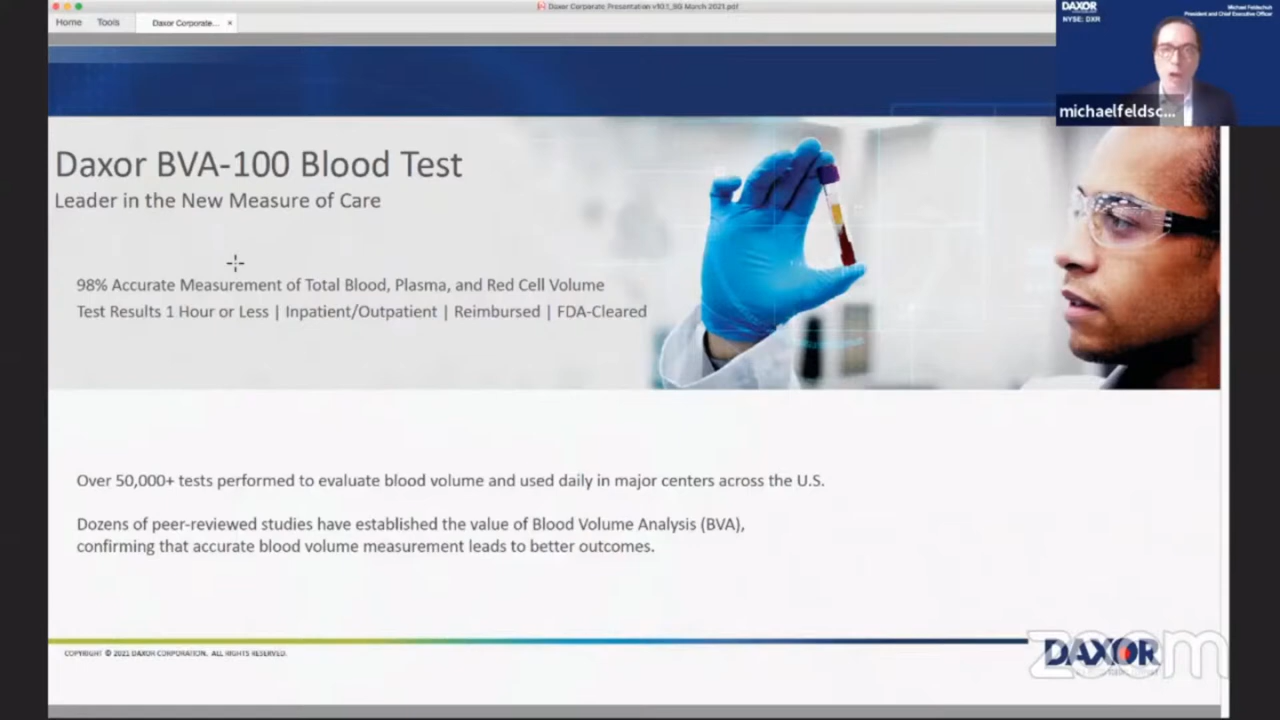 Daxor Corporate Presentation v10.1_9G March 2021.pdf
Home Tools Daxor Corporate... ×
DAXOR
NYSE: DXR
Michael Feldschuh
President and Chief Executive Officer
michaelfeldsc...
Daxor BVA-100 Blood Test
Leader in the New Measure of Care
98% Accurate Measurement of Total Blood, Plasma, and Red Cell Volume
Test Results 1 Hour or Less | Inpatient/Outpatient | Reimbursed | FDA-Cleared
Over 50,000+ tests performed to evaluate blood volume and used daily in major centers across the U.S.
Dozens of peer-reviewed studies have established the value of Blood Volume Analysis (BVA),
confirming that accurate blood volume measurement leads to better outcomes.
COPYRIGHT © 2021 DAXOR CORPORATION. ALL RIGHTS RESERVED.
DAXOR
zoom